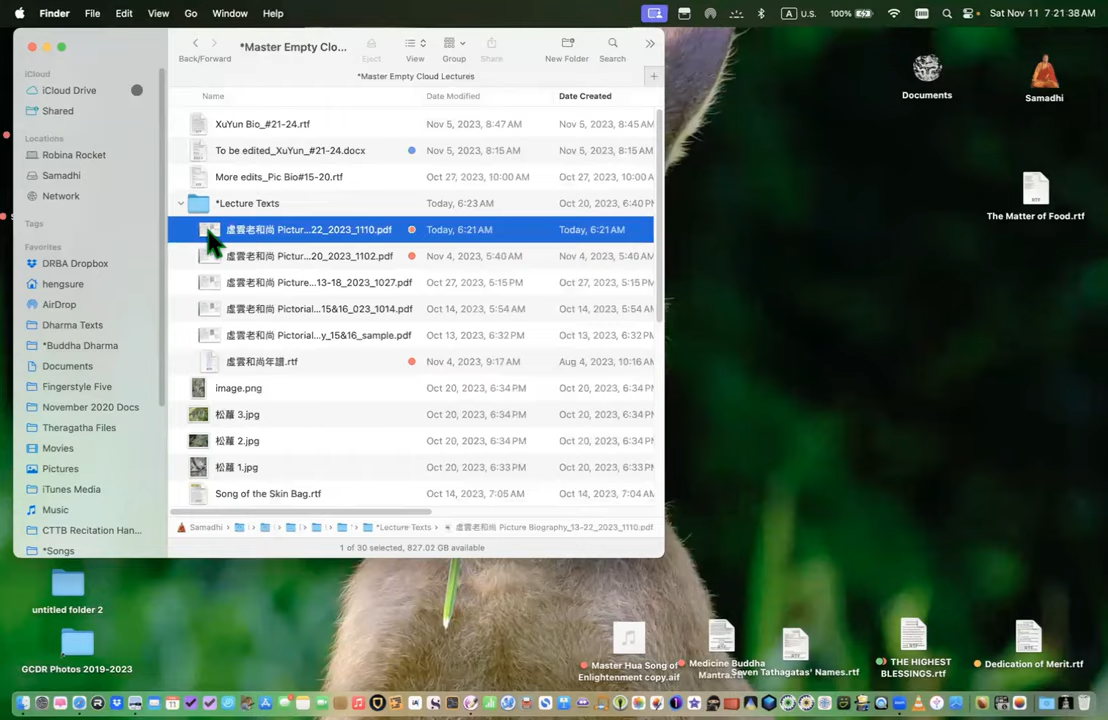 Finder File Edit View Go Window Help
U.S. 100% Sat Nov 11 7:21:38 AM
*Master Empty Clo...
Back/Forward Eject View Group Share New Folder Search
*Master Empty Cloud Lectures
Name Date Modified Date Created
XuYun Bio_#21-24.rtf Nov 5, 2023, 8:47 AM Nov 5, 2023, 8:45 AM
To be edited_XuYun_#21-24.docx Nov 5, 2023, 8:15 AM Nov 5, 2023, 8:15 AM
More edits_Pic Bio#15-20.rtf Oct 27, 2023, 10:00 AM Oct 27, 2023, 10:00 A
*Lecture Texts Today, 6:23 AM Oct 20, 2023, 6:40 P
虛雲老和尚 Pictur...22_2023_1110.pdf Today, 6:21 AM Today, 6:21 AM
虛雲老和尚 Pictur...20_2023_1102.pdf Nov 4, 2023, 5:40 AM Nov 4, 2023, 5:40 AM
虛雲老和尚 Picture...13-18_2023_1027.pdf Oct 27, 2023, 5:15 PM Oct 27, 2023, 5:15 PM
虛雲老和尚 Pictorial...15&16_023_1014.pdf Oct 14, 2023, 5:54 AM Oct 14, 2023, 5:54 AM
虛雲老和尚 Pictorial...y_15&16_sample.pdf Oct 13, 2023, 6:32 PM Oct 13, 2023, 6:32 PM
虛雲和尚年譜.rtf Nov 4, 2023, 9:17 AM Aug 4, 2023, 10:16 AM
image.png Oct 20, 2023, 6:34 PM Oct 20, 2023, 6:34 PM
松蘿 3.jpg Oct 20, 2023, 6:34 PM Oct 20, 2023, 6:34 PM
松蘿 2.jpg Oct 20, 2023, 6:34 PM Oct 20, 2023, 6:34 PM
松蘿 1.jpg Oct 20, 2023, 6:33 PM Oct 20, 2023, 6:33 PM
Song of the Skin Bag.rtf Oct 14, 2023, 7:05 AM Oct 14, 2023, 7:04 AM
Samadhi *Lecture Texts 虛雲老和尚 Picture Biography_13-22_2023_1110.pdf
1 of 30 selected, 827.02 GB available
iCloud
iCloud Drive
Shared
Locations
Robina Rocket
Samadhi
Network
Tags
Favorites
DRBA Dropbox
hengsure
AirDrop
Dharma Texts
*Buddha Dharma
Documents
Fingerstyle Five
November 2020 Docs
Theragatha Files
Movies
Pictures
iTunes Media
Music
CTTB Recitation Han...
*Songs
Documents
Samadhi
The Matter of Food.rtf
untitled folder 2
GCDR Photos 2019-2023
Master Hua Song of Enlightenment copy.aif
Medicine Buddha Mantra.rtf
Seven Tathagatas' Names.rtf
THE HIGHEST BLESSINGS.rtf
Dedication of Merit.rtf